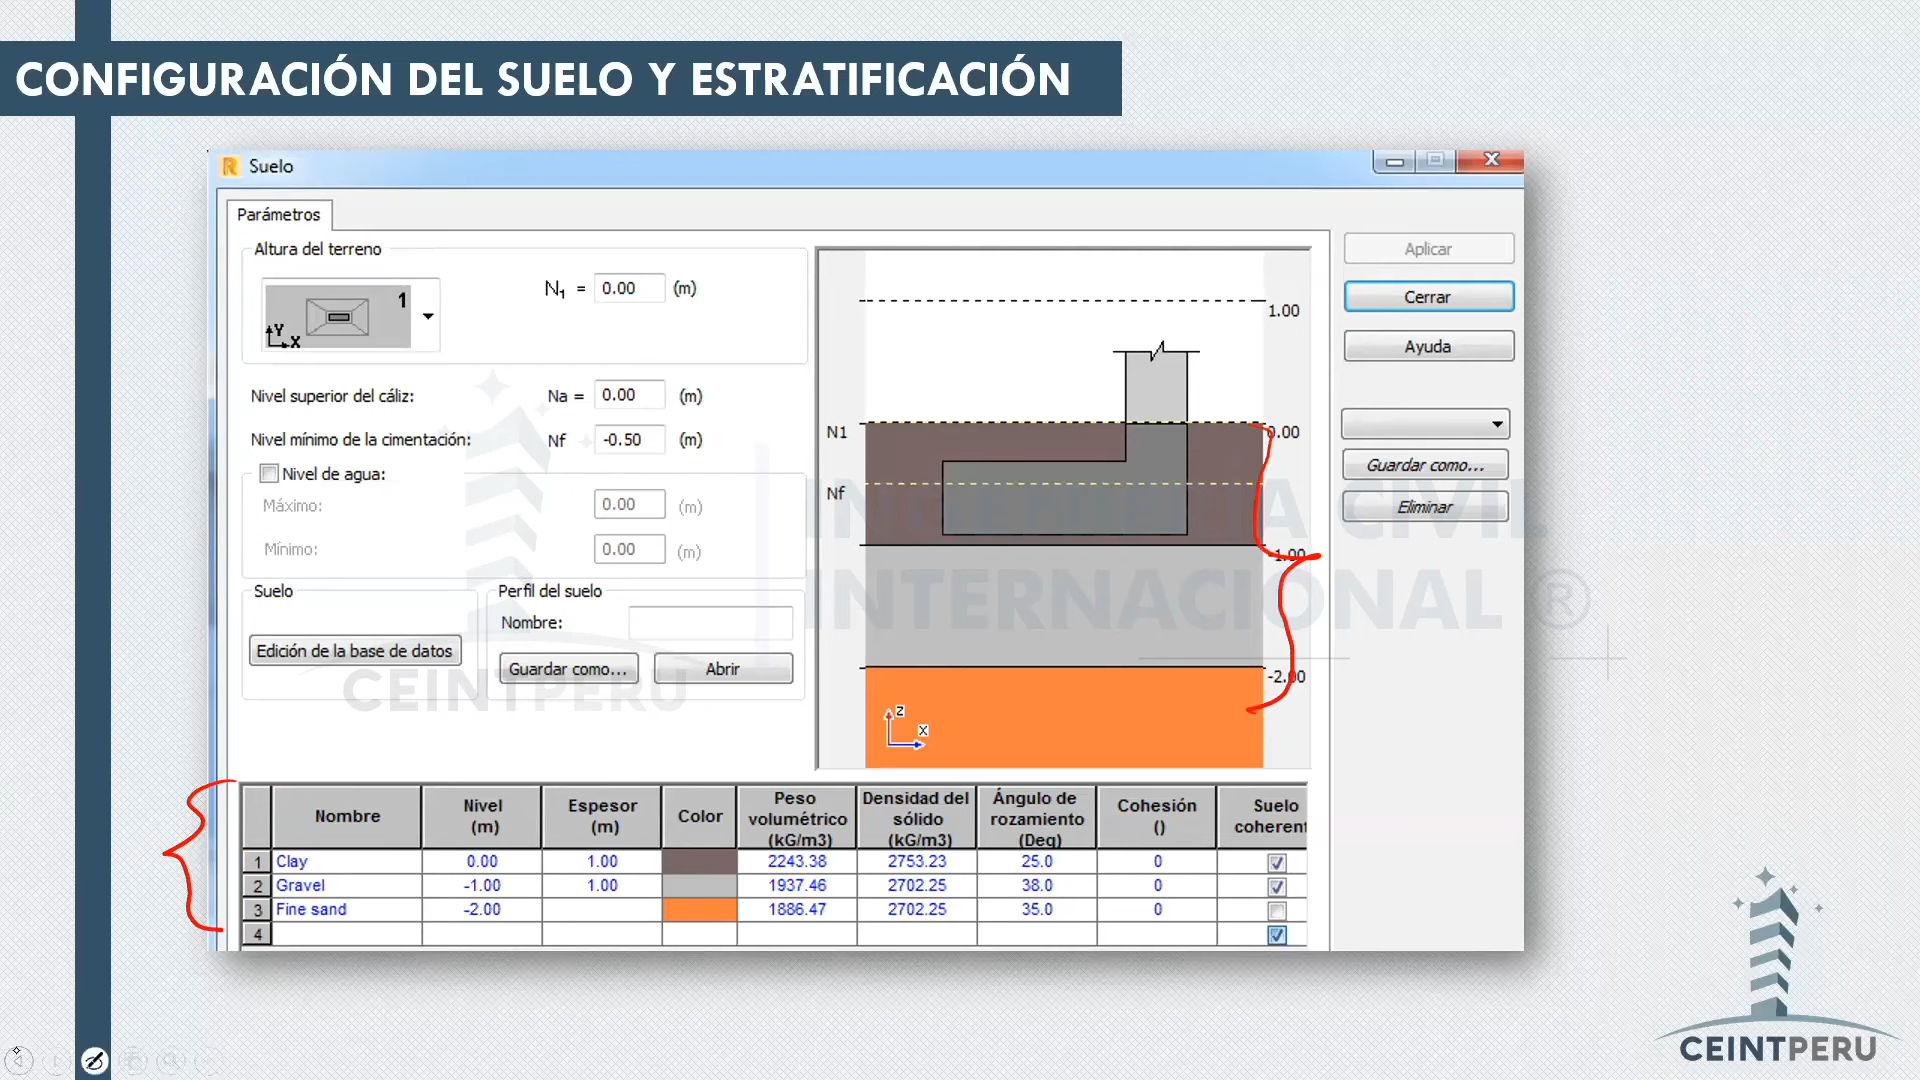 CONFIGURACIÓN DEL SUELO Y ESTRATIFICACIÓN
R Suelo
Parámetros
Altura del terreno
1
Y
X
N1 = 0.00 (m)
Nivel superior del cáliz: Na = 0.00 (m)
Nivel mínimo de la cimentación: Nf -0.50 (m)
Nivel de agua:
Máximo: 0.00 (m)
Mínimo: 0.00 (m)
Suelo
Edición de la base de datos
Perfil del suelo
Nombre:
Guardar como... Abrir
1.00
N1 0.00
Nf
-1.00
-2.00
Z
X
Aplicar
Cerrar
Ayuda
Guardar como...
Eliminar
INGENIERÍA CIVIL
INTERNACIONAL ®
CEINTPERU
Nombre Nivel (m) Espesor (m) Color Peso volumétrico (kG/m3) Densidad del sólido (kG/m3) Ángulo de rozamiento (Deg) Cohesión () Suelo coherent
1 Clay 0.00 1.00 2243.38 2753.23 25.0 0
2 Gravel -1.00 1.00 1937.46 2702.25 38.0 0
3 Fine sand -2.00 1886.47 2702.25 35.0 0
4
CEINTPERU